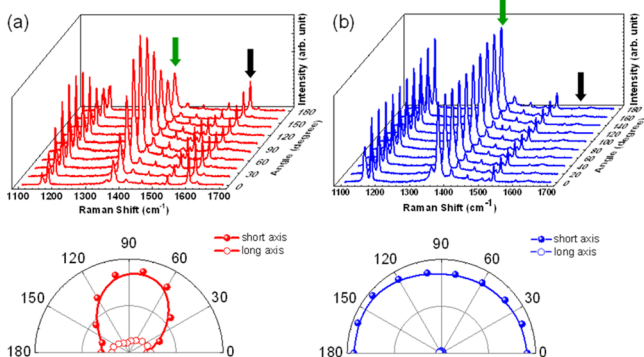 (a)
Intensity (arb. unit)
180
150
120
90
60
30
0
Angle (degree)
1100 1200 1300 1400 1500 1600 1700
Raman Shift (cm⁻¹)
(b)
Intensity (arb. unit)
180
160
140
120
100
80
60
40
20
0
Angle (degree)
1100 1200 1300 1400 1500 1600 1700
Raman Shift (cm⁻¹)
short axis
long axis
90
120 60
150 30
180 0
short axis
long axis
90
120 60
150 30
180 0